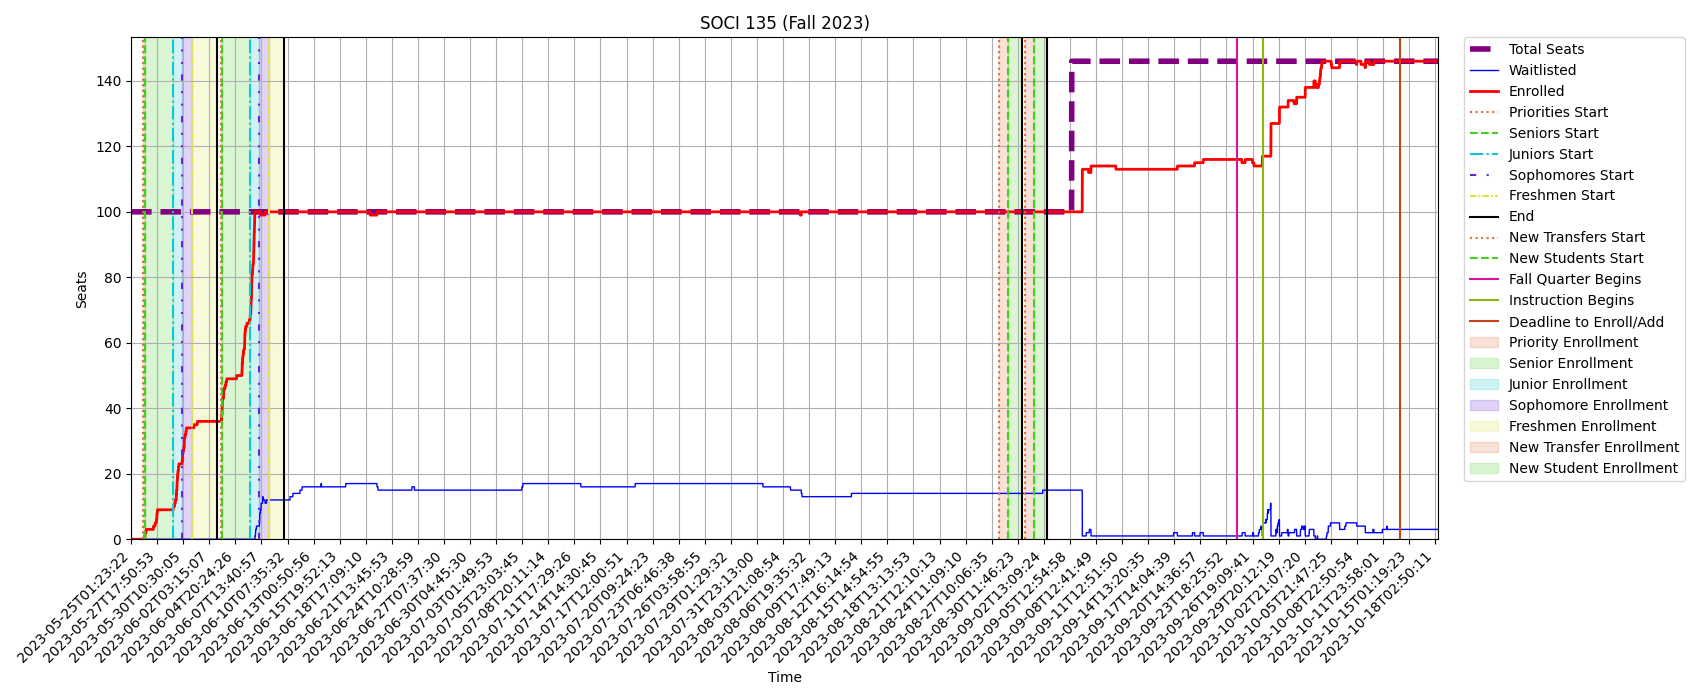 SOCI 135 (Fall 2023)
Seats
140
120
100
80
60
40
20
0
2023-05-25T01:23:22
2023-05-27T17:50:53
2023-05-30T10:30:05
2023-06-02T03:15:07
2023-06-04T20:24:26
2023-06-07T13:40:57
2023-06-10T07:35:32
2023-06-13T00:50:56
2023-06-15T19:52:13
2023-06-18T17:09:10
2023-06-21T13:45:53
2023-06-24T10:28:59
2023-06-27T07:37:30
2023-06-30T04:45:30
2023-07-03T01:49:53
2023-07-05T23:03:45
2023-07-08T20:11:14
2023-07-11T17:29:26
2023-07-14T14:30:45
2023-07-17T12:00:51
2023-07-20T09:24:23
2023-07-23T06:46:38
2023-07-26T03:58:55
2023-07-29T01:29:32
2023-07-31T23:13:00
2023-08-03T21:08:54
2023-08-06T19:35:32
2023-08-09T17:49:13
2023-08-12T16:14:54
2023-08-15T14:54:55
2023-08-18T13:13:53
2023-08-21T12:10:13
2023-08-24T11:09:10
2023-08-27T10:06:35
2023-08-30T11:46:23
2023-09-02T13:09:24
2023-09-05T12:54:58
2023-09-08T12:41:49
2023-09-11T12:51:50
2023-09-14T13:20:35
2023-09-17T14:04:39
2023-09-20T14:36:57
2023-09-23T18:25:52
2023-09-26T19:09:41
2023-09-29T20:12:19
2023-10-02T21:07:20
2023-10-05T21:47:25
2023-10-08T22:50:54
2023-10-11T23:58:01
2023-10-15T01:19:23
2023-10-18T02:50:11
Time
Total Seats
Waitlisted
Enrolled
Priorities Start
Seniors Start
Juniors Start
Sophomores Start
Freshmen Start
End
New Transfers Start
New Students Start
Fall Quarter Begins
Instruction Begins
Deadline to Enroll/Add
Priority Enrollment
Senior Enrollment
Junior Enrollment
Sophomore Enrollment
Freshmen Enrollment
New Transfer Enrollment
New Student Enrollment